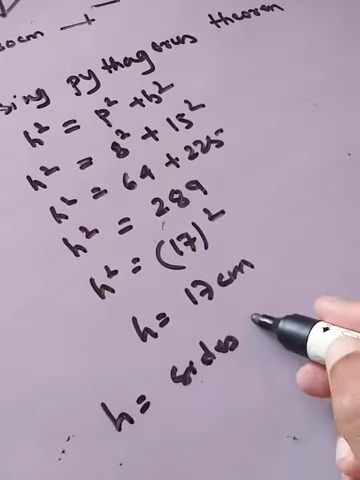 sing pythagorus theorem
h² = p² + b²
h² = 8² + 15²
h² = 64 + 225
h² = 289
h² = (17)²
h = 17 cm
h = sides